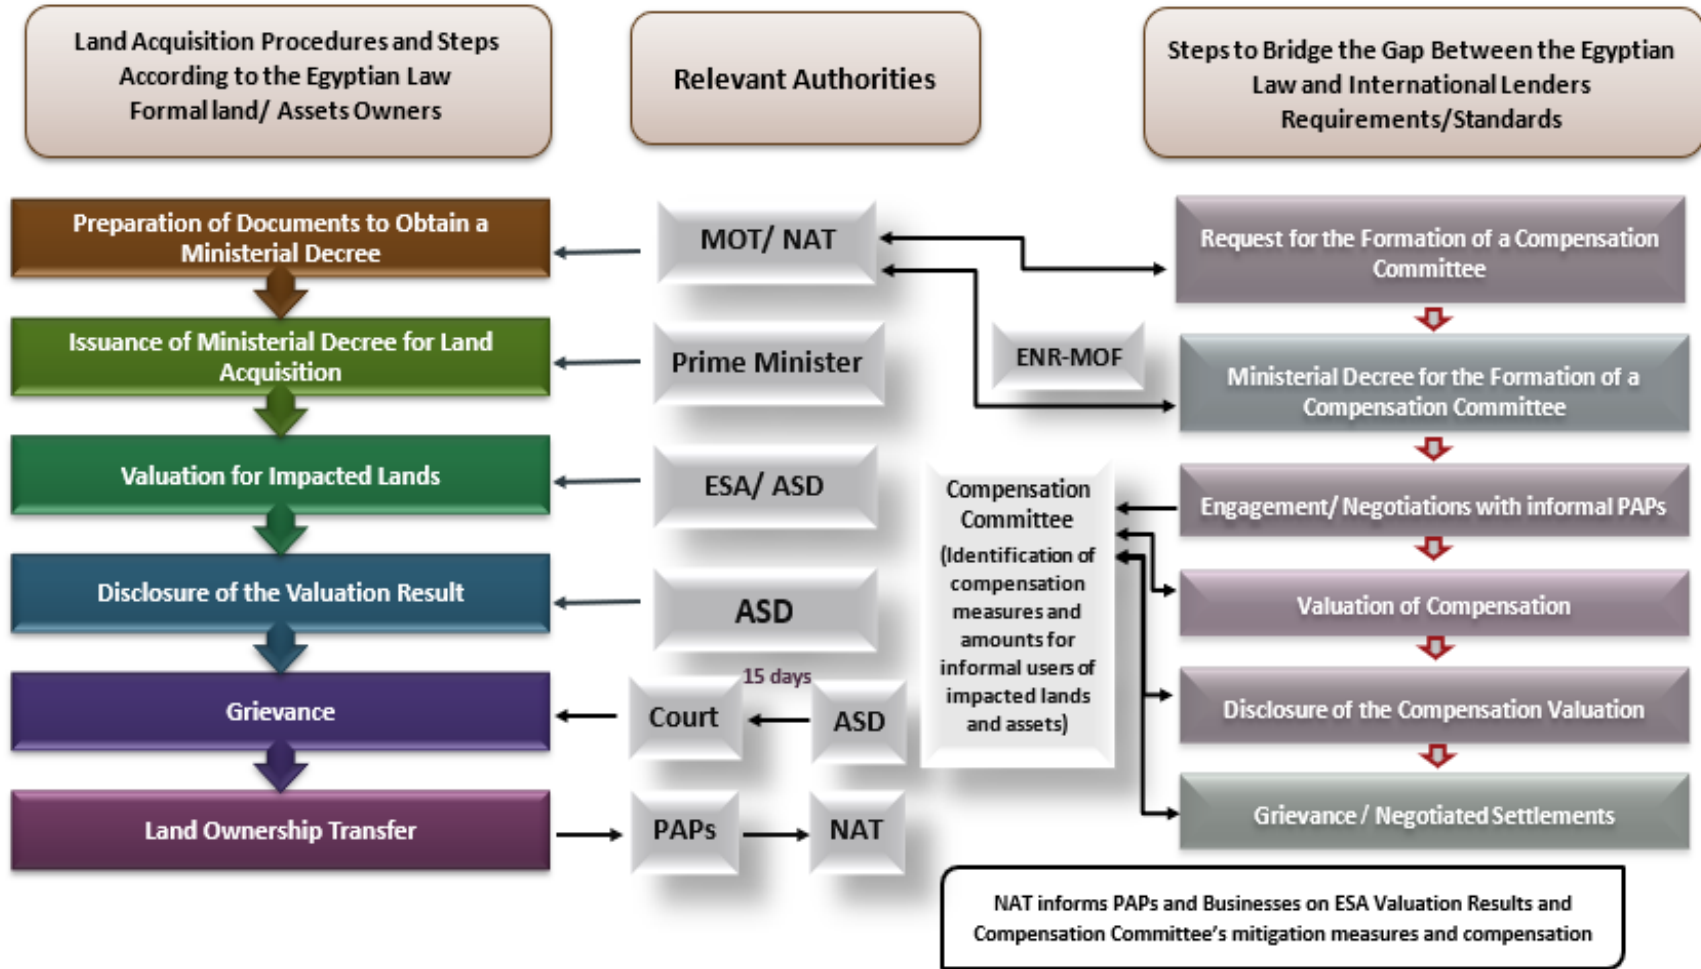 Land Acquisition Procedures and Steps
According to the Egyptian Law
Formal land/ Assets Owners
Relevant Authorities
Steps to Bridge the Gap Between the Egyptian
Law and International Lenders
Requirements/Standards
Preparation of Documents to Obtain a
Ministerial Decree
Issuance of Ministerial Decree for Land
Acquisition
Valuation for Impacted Lands
Disclosure of the Valuation Result
Grievance
Land Ownership Transfer
MOT/ NAT
Prime Minister
ESA/ ASD
ASD
15 days
Court
ASD
PAPs
NAT
ENR-MOF
Compensation
Committee
(Identification of
compensation
measures and
amounts for
informal users of
impacted lands
and assets)
Request for the Formation of a Compensation
Committee
Ministerial Decree for the Formation of a
Compensation Committee
Engagement/ Negotiations with informal PAPs
Valuation of Compensation
Disclosure of the Compensation Valuation
Grievance / Negotiated Settlements
NAT informs PAPs and Businesses on ESA Valuation Results and
Compensation Committee's mitigation measures and compensation